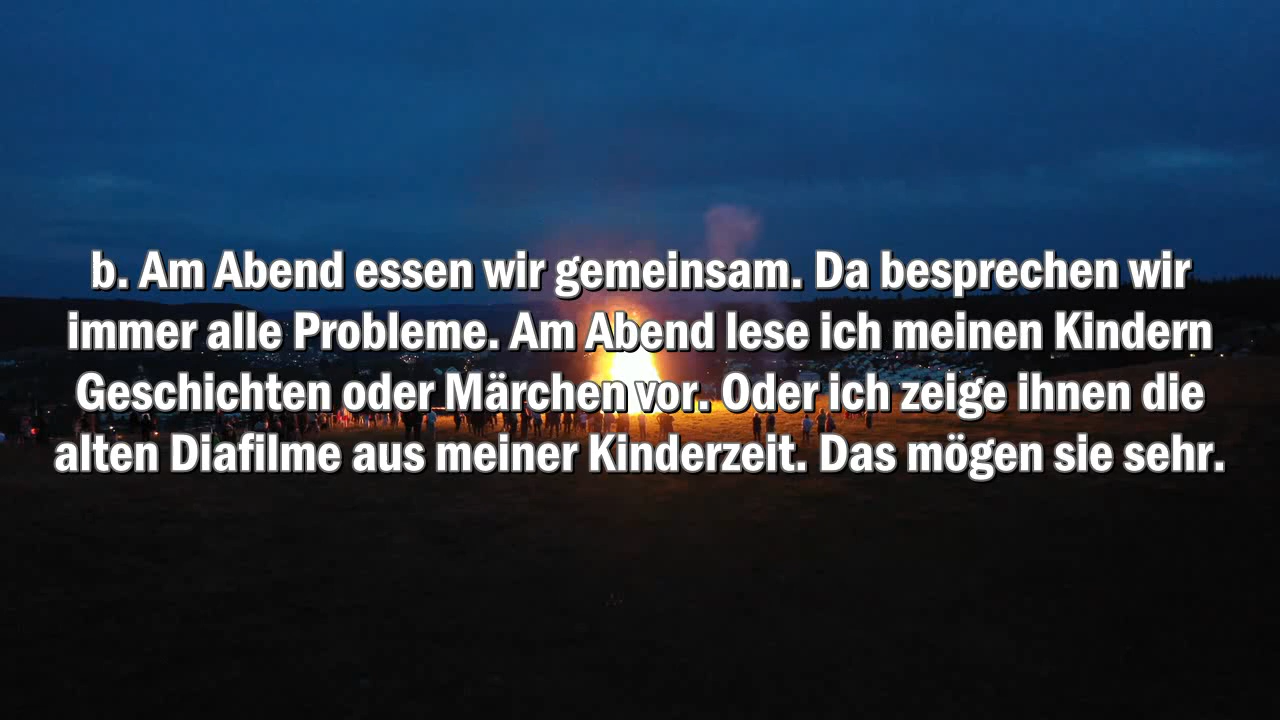 b. Am Abend essen wir gemeinsam. Da besprechen wir
immer alle Probleme. Am Abend lese ich meinen Kindern
Geschichten oder Märchen vor. Oder ich zeige ihnen die
alten Diafilme aus meiner Kinderzeit. Das mögen sie sehr.